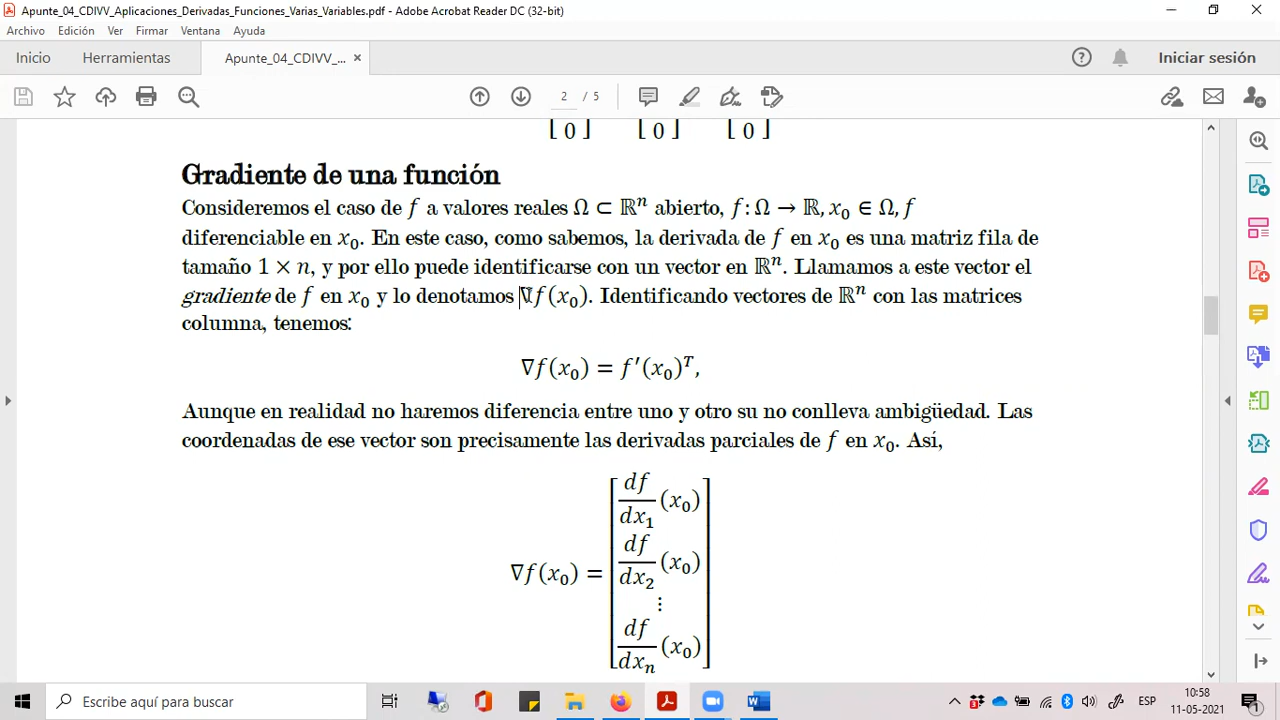 Apunte_04_CDIVV_Aplicaciones_Derivadas_Funciones_Varias_Variables.pdf - Adobe Acrobat Reader DC (32-bit)
Archivo Edición Ver Firmar Ventana Ayuda
Inicio Herramientas Apunte_04_CDIVV_... × Iniciar sesión
2 / 5
[ 0 ] [ 0 ] [ 0 ]
Gradiente de una función
Consideremos el caso de f a valores reales Ω ⊂ ℝⁿ abierto, f: Ω → ℝ, x₀ ∈ Ω, f
diferenciable en x₀. En este caso, como sabemos, la derivada de f en x₀ es una matriz fila de
tamaño 1 × n, y por ello puede identificarse con un vector en ℝⁿ. Llamamos a este vector el
gradiente de f en x₀ y lo denotamos ∇f(x₀). Identificando vectores de ℝⁿ con las matrices
columna, tenemos:
∇f(x₀) = f′(x₀)ᵀ,
Aunque en realidad no haremos diferencia entre uno y otro su no conlleva ambigüedad. Las
coordenadas de ese vector son precisamente las derivadas parciales de f en x₀. Así,
df
dx₁ (x₀)
df
dx₂ (x₀)
∇f(x₀) =
⋮
df
dxₙ (x₀)
Escribe aquí para buscar
ESP
10:58
11-05-2021